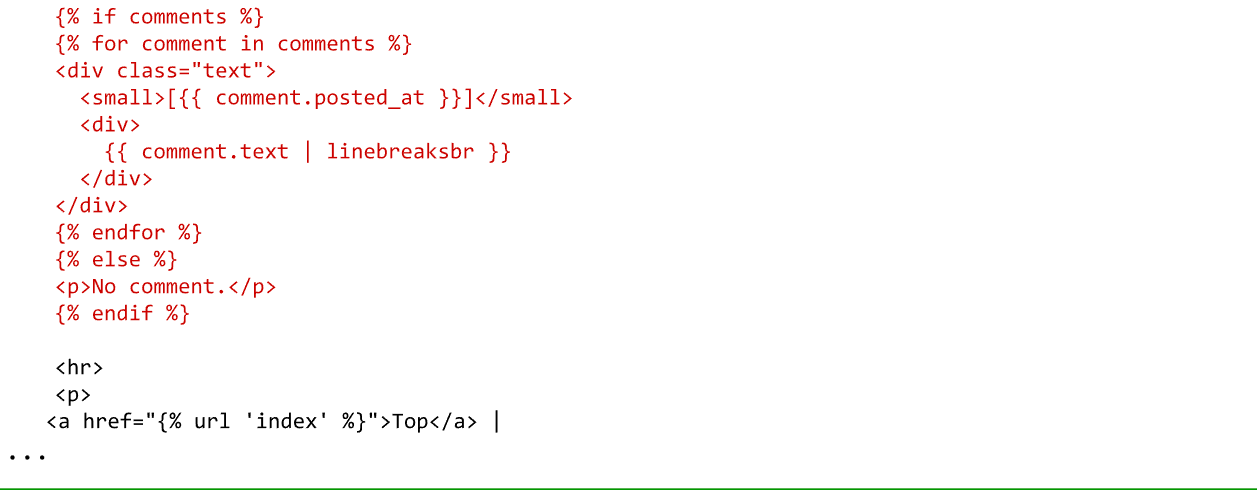 {% if comments %}
{% for comment in comments %}
<div class="text">
  <small>[{{ comment.posted_at }}]</small>
  <div>
    {{ comment.text | linebreaksbr }}
  </div>
</div>
{% endfor %}
{% else %}
<p>No comment.</p>
{% endif %}
<hr>
<p>
<a href="{% url 'index' %}">Top</a> |
...